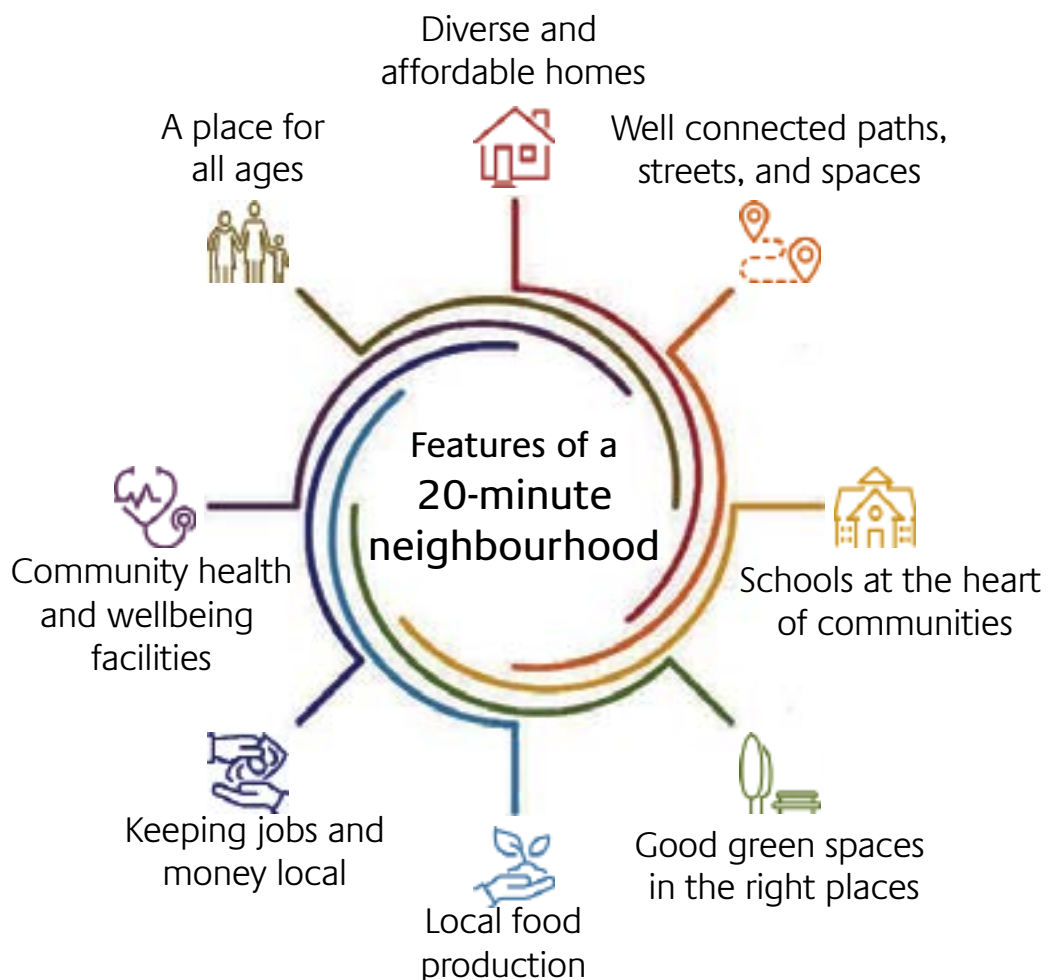 Diverse and
affordable homes
Well connected paths,
streets, and spaces
Schools at the heart
of communities
Good green spaces
in the right places
Local food
production
Keeping jobs and
money local
Community health
and wellbeing
facilities
A place for
all ages
Features of a
20-minute
neighbourhood